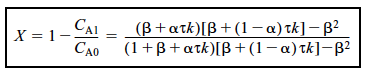 X = 1 - C_A1/C_A0 = (β + ατk)[β + (1 - α)τk] - β² / (1 + β + ατk)[β + (1 - α)τk] - β²